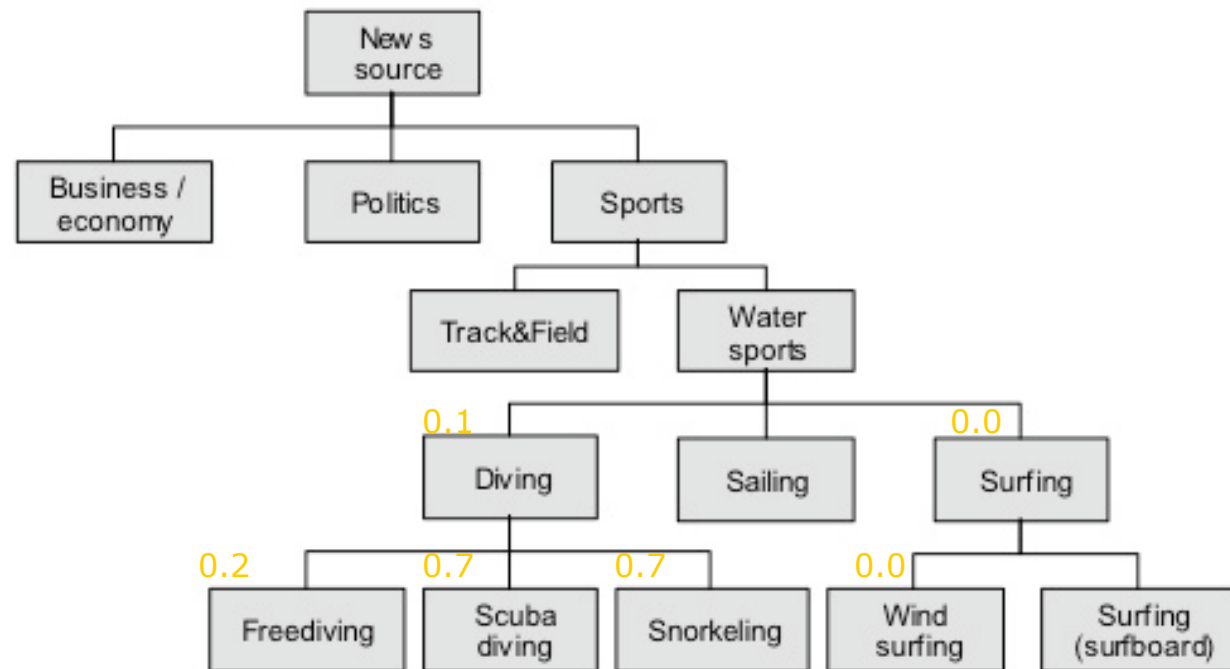 New s
source
Business /
economy
Politics
Sports
Track&Field
Water
sports
0.1
0.0
Diving
Sailing
Surfing
0.2
0.7
0.7
0.0
Freediving
Scuba
diving
Snorkeling
Wind
surfing
Surfing
(surfboard)